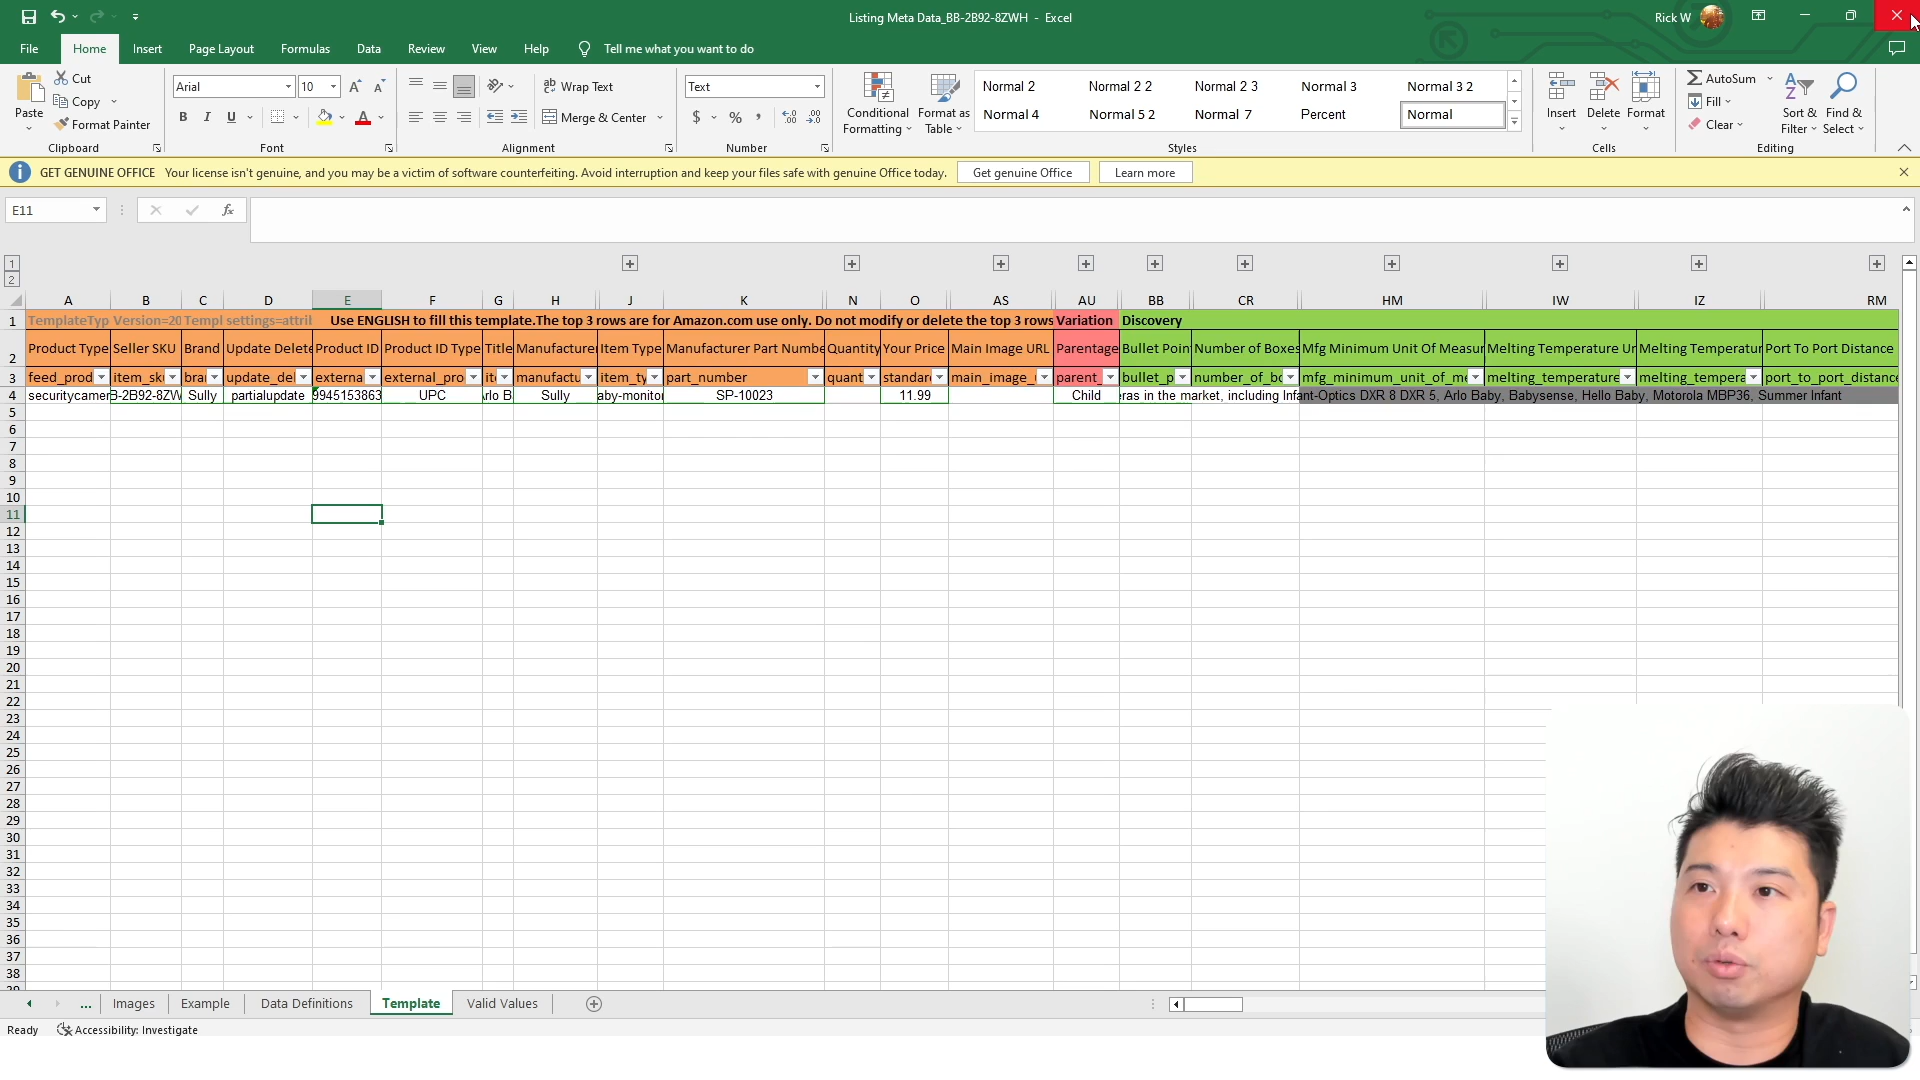 Listing Meta Data_BB-2B92-8ZWH - Excel
Rick W
File Home Insert Page Layout Formulas Data Review View Help Tell me what you want to do
Paste
Cut
Copy
Format Painter
Clipboard
Arial 10
B I U
Font
Wrap Text
Merge & Center
Alignment
Text
$ % ,
Number
Conditional Formatting
Format as Table
Normal 2 Normal 2 2 Normal 2 3 Normal 3 Normal 3 2
Normal 4 Normal 5 2 Normal 7 Percent Normal
Styles
Insert Delete Format
Cells
AutoSum
Fill
Clear
Sort & Filter
Find & Select
Editing
GET GENUINE OFFICE Your license isn't genuine, and you may be a victim of software counterfeiting. Avoid interruption and keep your files safe with genuine Office today. Get genuine Office Learn more
E11 fx
1
2
A B C D E F G H J K N O AS AU BB CR HM IW IZ RM
1 TemplateTyp Version=20 Templ settings=attril Use ENGLISH to fill this template.The top 3 rows are for Amazon.com use only. Do not modify or delete the top 3 rows Variation Discovery
2 Product Type Seller SKU Brand Update Delete Product ID Product ID Type Title Manufacturer Item Type Manufacturer Part Numbe Quantity Your Price Main Image URL Parentage Bullet Poin Number of Boxes Mfg Minimum Unit Of Measur Melting Temperature Un Melting Temperatur Port To Port Distance
3 feed_prod item_sk bra update_de externa external_pro it manufactu item_ty part_number quant standar main_image_ parent_ bullet_p number_of_bo mfg_minimum_unit_of_me melting_temperature melting_tempera port_to_port_distance
4 securitycamer B-2B92-8ZW Sully partialupdate 9945153863 UPC Arlo B Sully aby-monitor SP-10023 11.99 Child eras in the market, including Infant-Optics DXR 8 DXR 5, Arlo Baby, Babysense, Hello Baby, Motorola MBP36, Summer Infant
5
6
7
8
9
10
11
12
13
14
15
16
17
18
19
20
21
22
23
24
25
26
27
28
29
30
31
32
33
34
35
36
37
38
... Images Example Data Definitions Template Valid Values
Ready Accessibility: Investigate